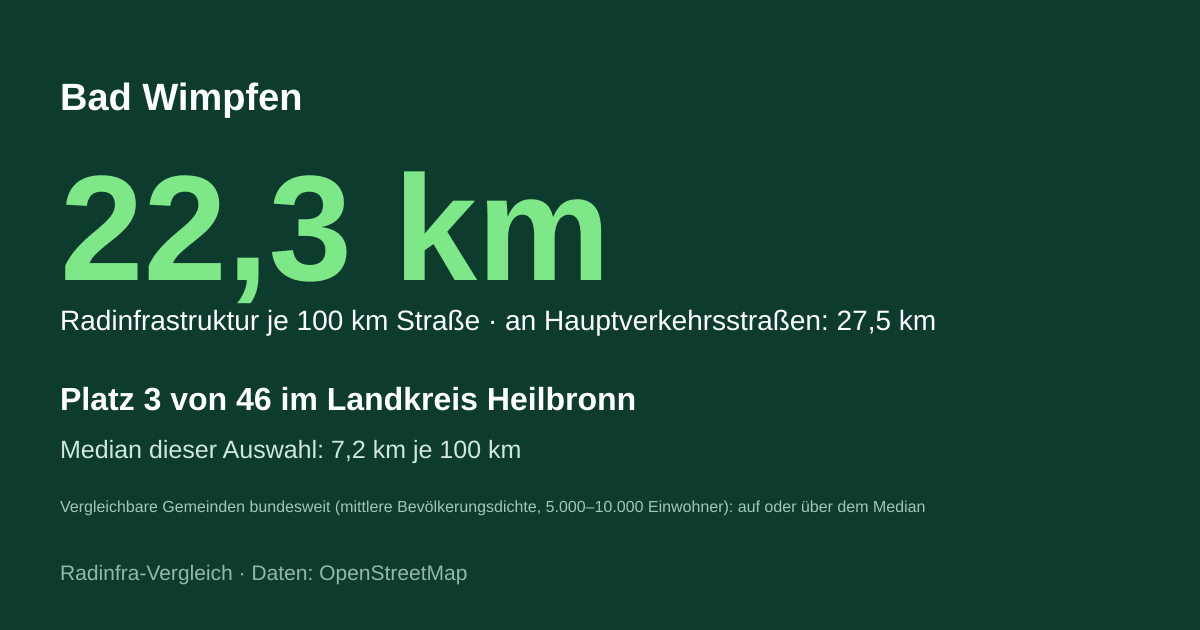 Bad Wimpfen
22,3 km
Radinfrastruktur je 100 km Straße · an Hauptverkehrsstraßen: 27,5 km
Platz 3 von 46 im Landkreis Heilbronn
Median dieser Auswahl: 7,2 km je 100 km
Vergleichbare Gemeinden bundesweit (mittlere Bevölkerungsdichte, 5.000–10.000 Einwohner): auf oder über dem Median
Radinfra-Vergleich · Daten: OpenStreetMap